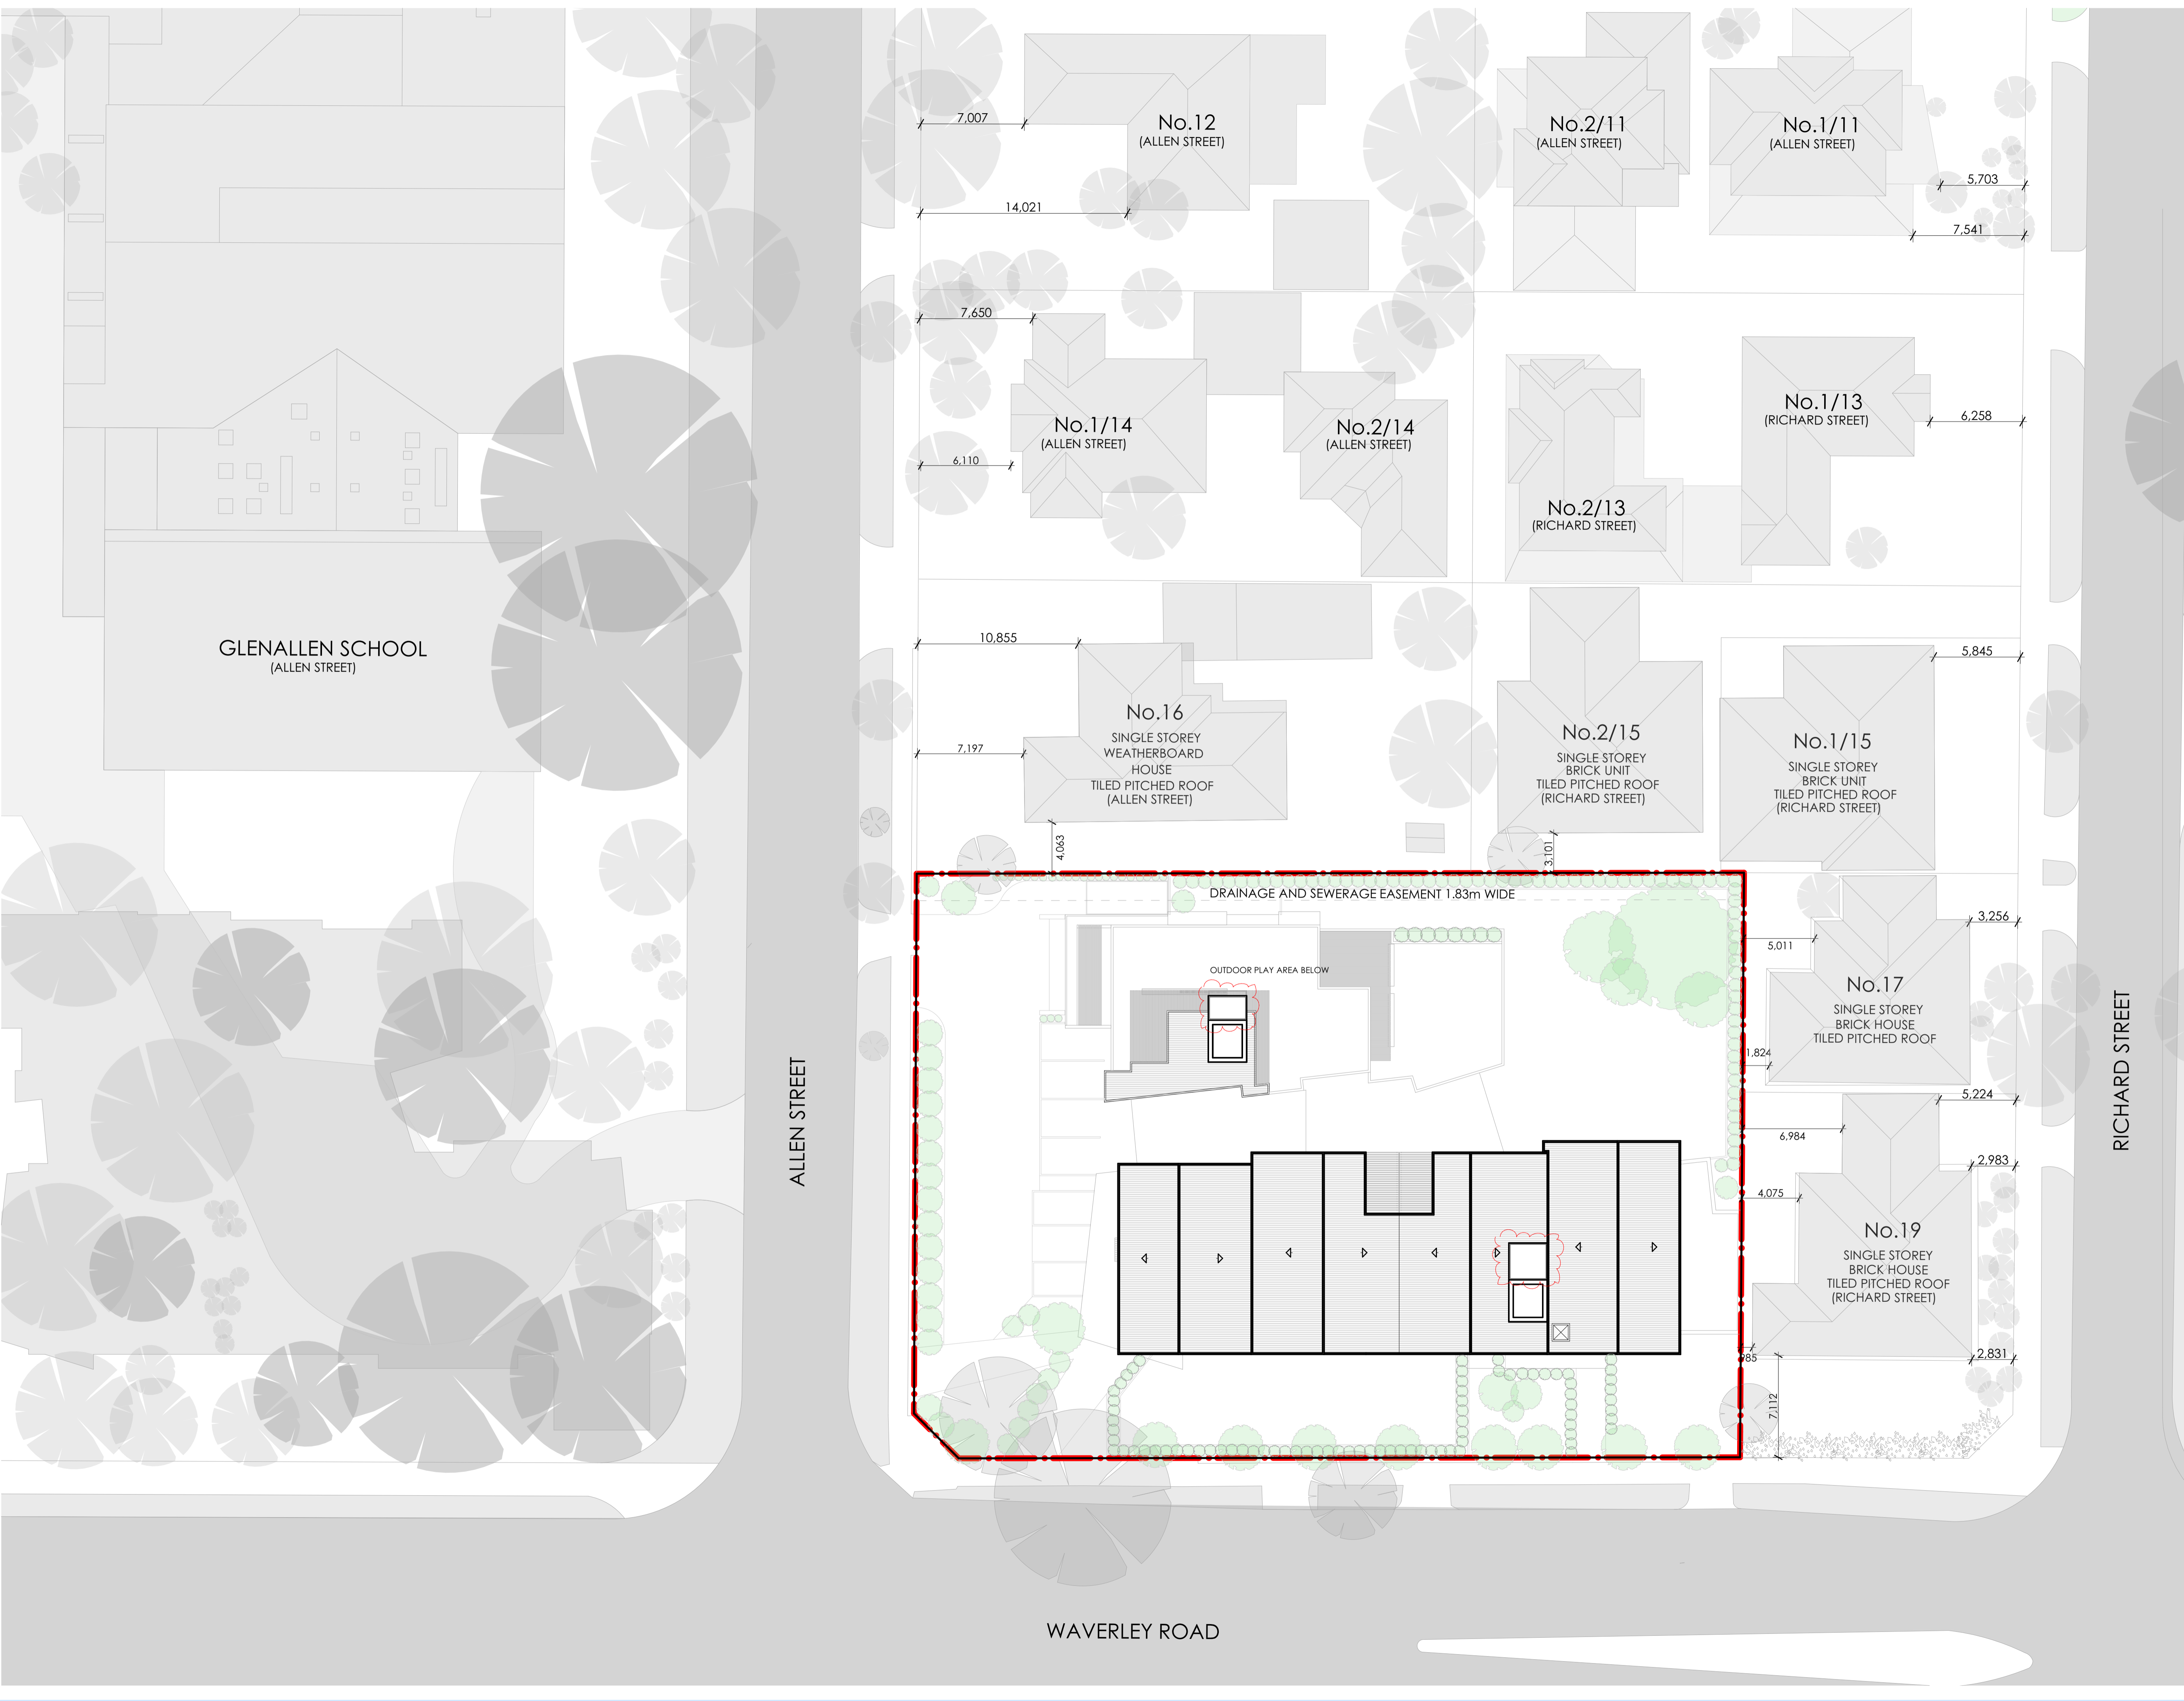 No.12
(ALLEN STREET)
7,007
14,021
No.2/11
(ALLEN STREET)
No.1/11
(ALLEN STREET)
5,703
7,541
7,650
No.1/14
(ALLEN STREET)
6,110
No.2/14
(ALLEN STREET)
No.2/13
(RICHARD STREET)
No.1/13
(RICHARD STREET)
6,258
GLENALLEN SCHOOL
(ALLEN STREET)
10,855
7,197
No.16
SINGLE STOREY
WEATHERBOARD
HOUSE
TILED PITCHED ROOF
(ALLEN STREET)
4,063
No.2/15
SINGLE STOREY
BRICK UNIT
TILED PITCHED ROOF
(RICHARD STREET)
3,101
No.1/15
SINGLE STOREY
BRICK UNIT
TILED PITCHED ROOF
(RICHARD STREET)
5,845
DRAINAGE AND SEWERAGE EASEMENT 1.83m WIDE
OUTDOOR PLAY AREA BELOW
3,256
5,011
No.17
SINGLE STOREY
BRICK HOUSE
TILED PITCHED ROOF
1,824
5,224
6,984
2,983
4,075
No.19
SINGLE STOREY
BRICK HOUSE
TILED PITCHED ROOF
(RICHARD STREET)
985
2,831
7,112
ALLEN STREET
RICHARD STREET
WAVERLEY ROAD